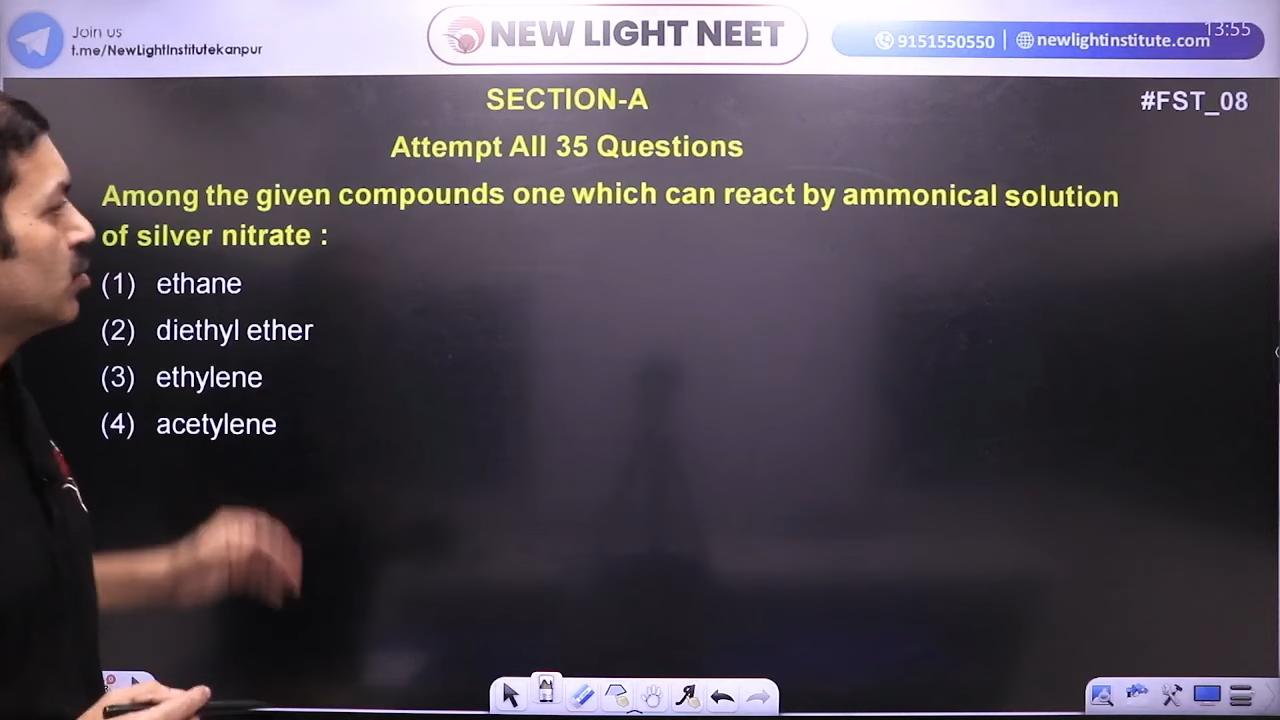 Join us
t.me/NewLightInstitutekanpur
NEW LIGHT NEET
9151550550 | newlightinstitute.com
13:55
SECTION-A
#FST_08
Attempt All 35 Questions
Among the given compounds one which can react by ammonical solution
of silver nitrate :
(1) ethane
(2) diethyl ether
(3) ethylene
(4) acetylene